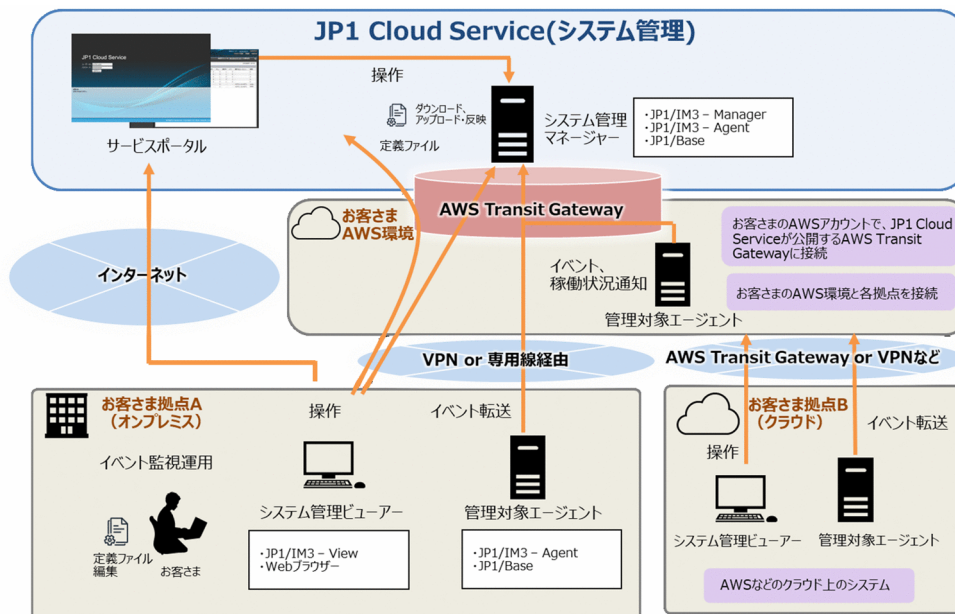 JP1 Cloud Service(システム管理)
JP1 Cloud Service
サービスポータル
操作
ダウンロード、
アップロード・反映
定義ファイル
システム管理
マネージャー
・JP1/IM3 – Manager
・JP1/IM3 – Agent
・JP1/Base
AWS Transit Gateway
お客さま
AWS環境
お客さまのAWSアカウントで、JP1 Cloud
Serviceが公開するAWS Transit
Gatewayに接続
イベント、
稼働状況通知
お客さまのAWS環境と各拠点を接続
管理対象エージェント
インターネット
VPN or 専用線経由
AWS Transit Gateway or VPNなど
お客さま拠点A
(オンプレミス)
操作
イベント転送
イベント監視運用
システム管理ビューアー
管理対象エージェント
定義ファイル
編集
お客さま
・JP1/IM3 – View
・Webブラウザー
・JP1/IM3 – Agent
・JP1/Base
お客さま拠点B
(クラウド)
操作
イベント転送
システム管理ビューアー
管理対象エージェント
AWSなどのクラウド上のシステム